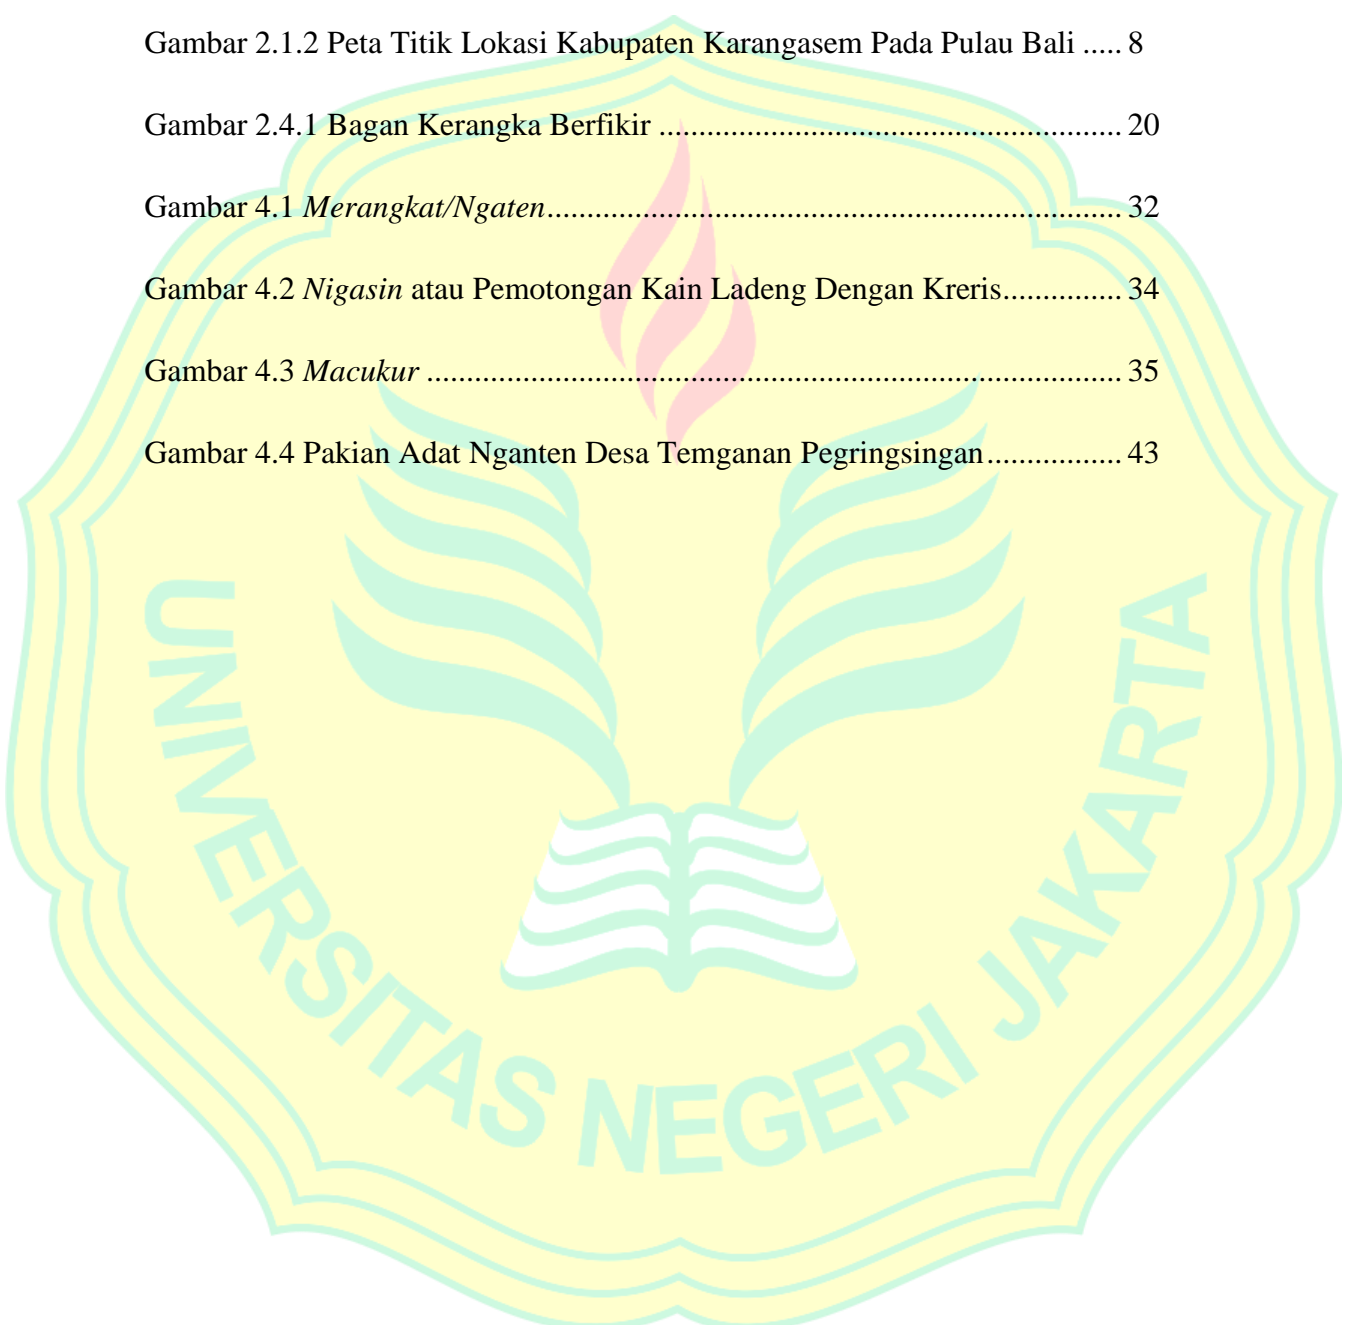 Gambar 2.1.2 Peta Titik Lokasi Kabupaten Karangasem Pada Pulau Bali ..... 8
Gambar 2.4.1 Bagan Kerangka Berfikir .......................................................... 20
Gambar 4.1 Merangkat/Ngaten........................................................................ 32
Gambar 4.2 Nigasin atau Pemotongan Kain Ladeng Dengan Kreris............... 34
Gambar 4.3 Macukur ....................................................................................... 35
Gambar 4.4 Pakian Adat Nganten Desa Temganan Pegringsingan................. 43
UNIVERSITAS NEGERI JAKARTA